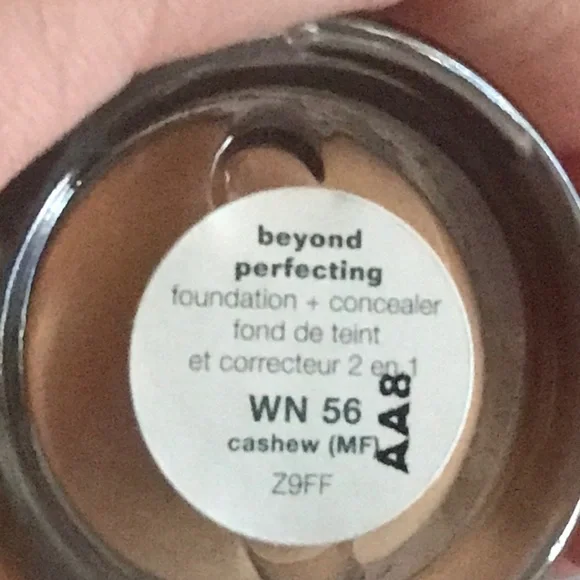 beyond
perfecting
foundation + concealer
fond de teint
et correcteur 2 en 1
WN 56
cashew (MF)
Z9FF
AA8